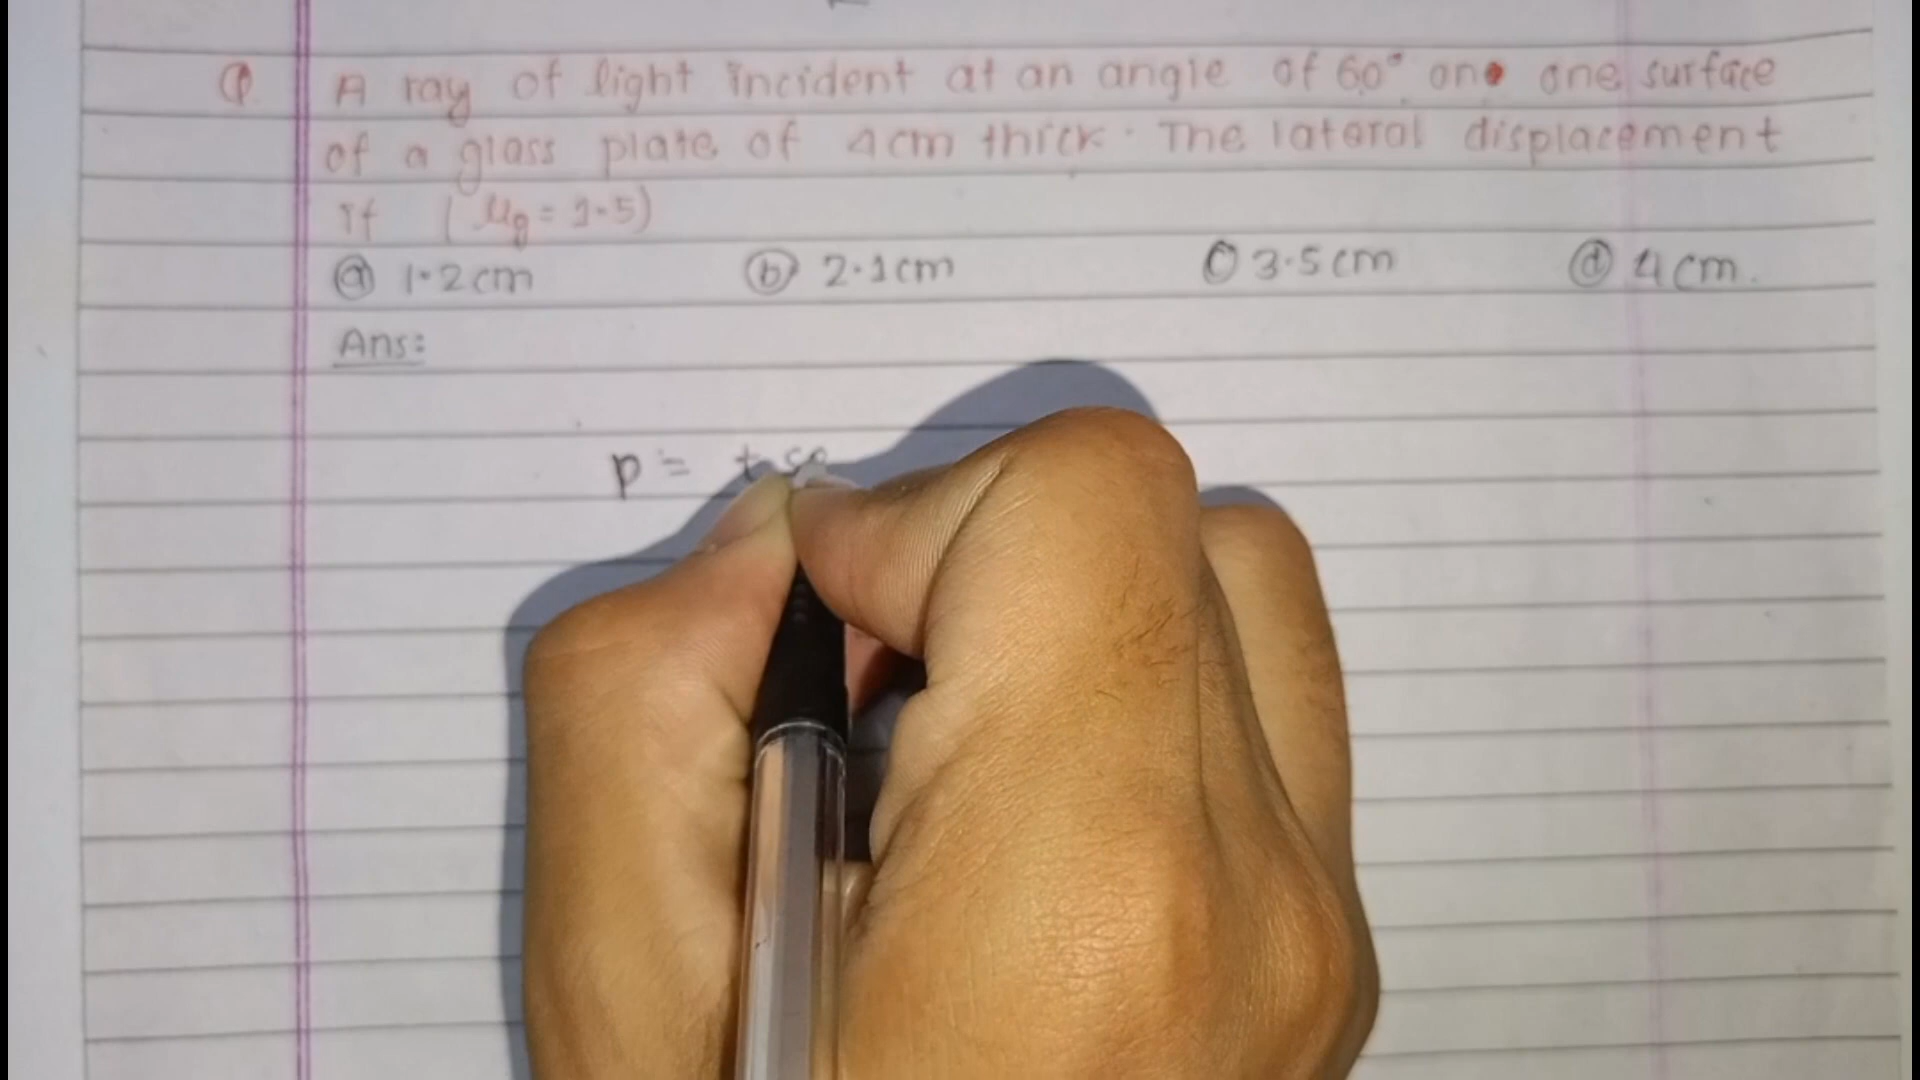 Q. A ray of light incident at an angle of 60° on one surface
of a glass plate of 4cm thick. The lateral displacement
if (μg = 1.5)
ⓐ 1.2cm ⓑ 2.1cm ⓒ 3.5cm ⓓ 4cm.
Ans:
p = t se